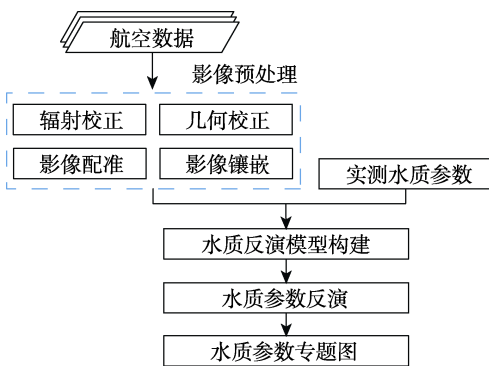 航空数据
影像预处理
辐射校正
几何校正
影像配准
影像镶嵌
实测水质参数
水质反演模型构建
水质参数反演
水质参数专题图